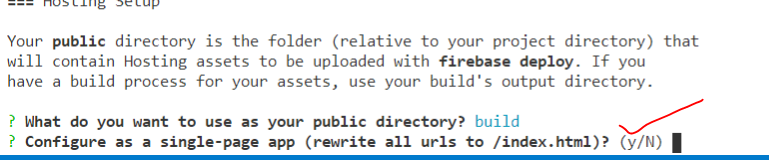 === Hosting Setup
Your public directory is the folder (relative to your project directory) that
will contain Hosting assets to be uploaded with firebase deploy. If you
have a build process for your assets, use your build's output directory.
? What do you want to use as your public directory? build
? Configure as a single-page app (rewrite all urls to /index.html)? (y/N)